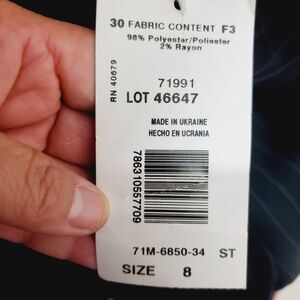 30 FABRIC CONTENT F3
98% Polyester/Poliester
2% Rayon
RN 40679
71991
LOT 46647
MADE IN UKRAINE
HECHO EN UCRANIA
786310557709
71M-6850-34 ST
SIZE 8